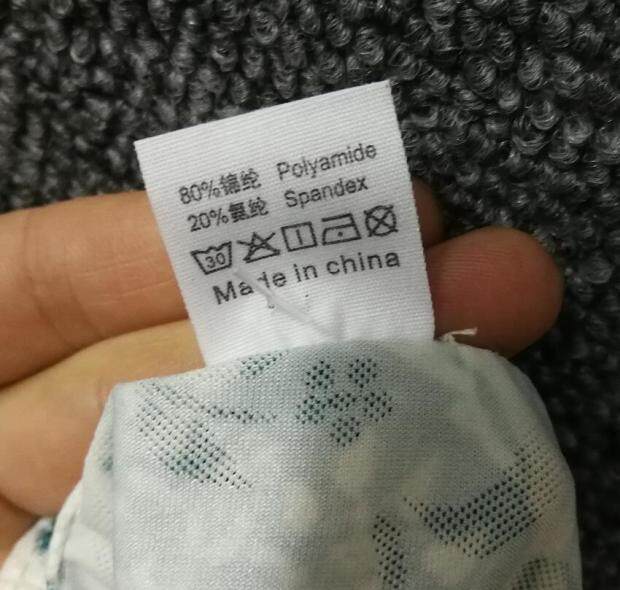 80%锦纶 Polyamide
20%氨纶 Spandex
30
Made in china